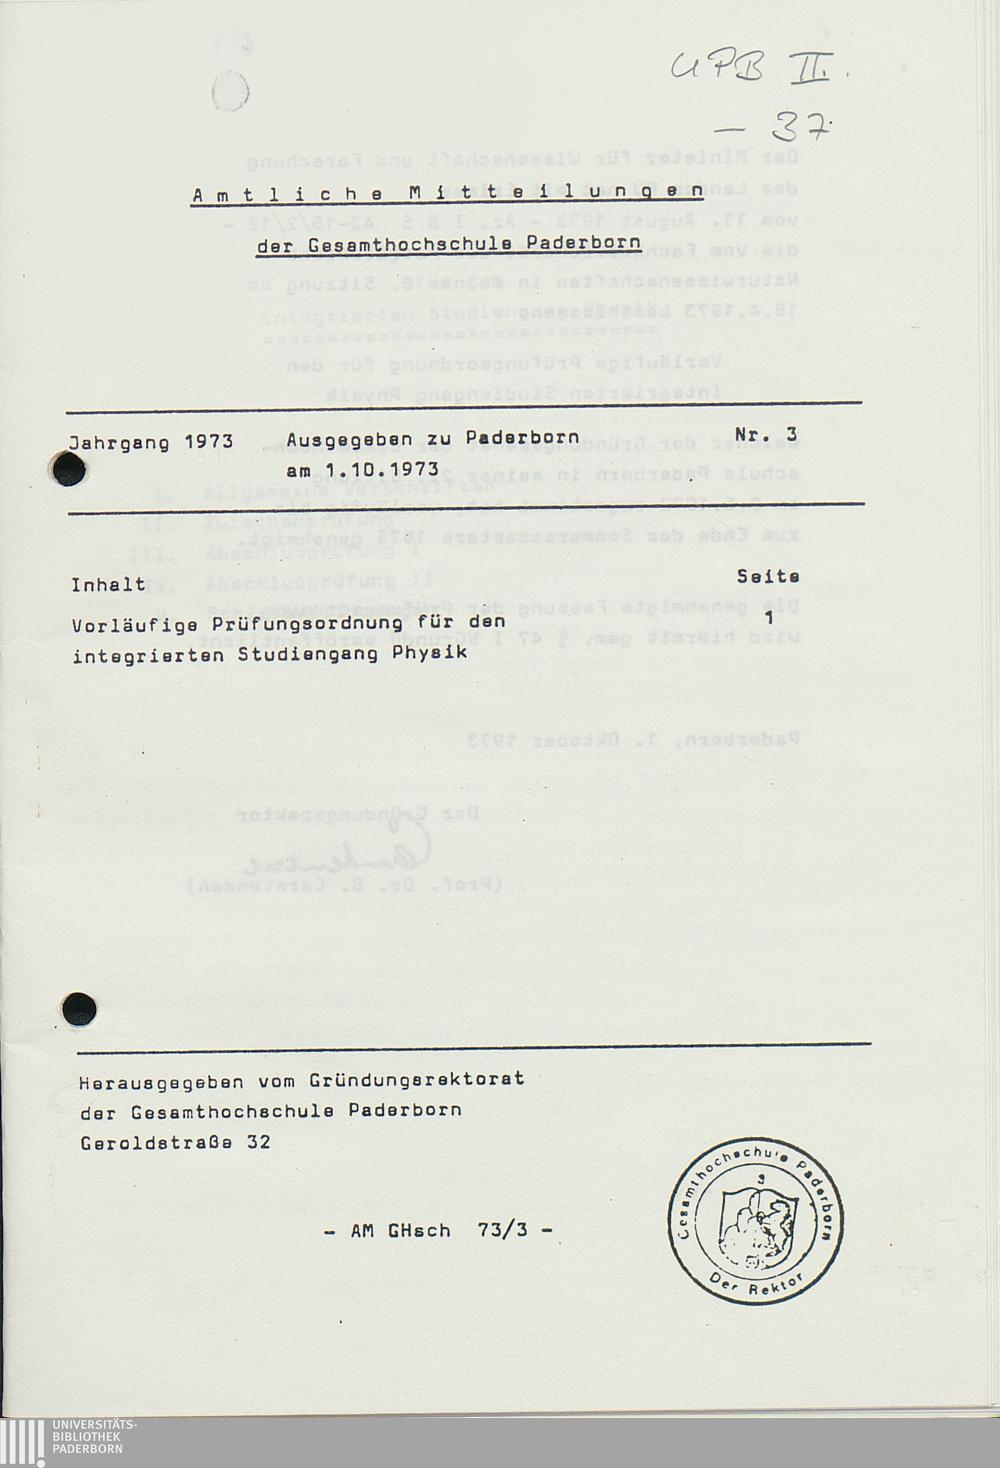 UPB II.
- 37
Amtliche Mitteilungen
der Gesamthochschule Paderborn
Jahrgang 1973 Ausgegeben zu Paderborn Nr. 3
am 1.10.1973
Inhalt Seite
Vorläufige Prüfungsordnung für den 1
integrierten Studiengang Physik
Herausgegeben vom Gründungsrektorat
der Gesamthochschule Paderborn
Geroldstraße 32
- AM GHsch 73/3 -
Gesamthochschule Paderborn
3
Der Rektor
UNIVERSITÄTS-
BIBLIOTHEK
PADERBORN